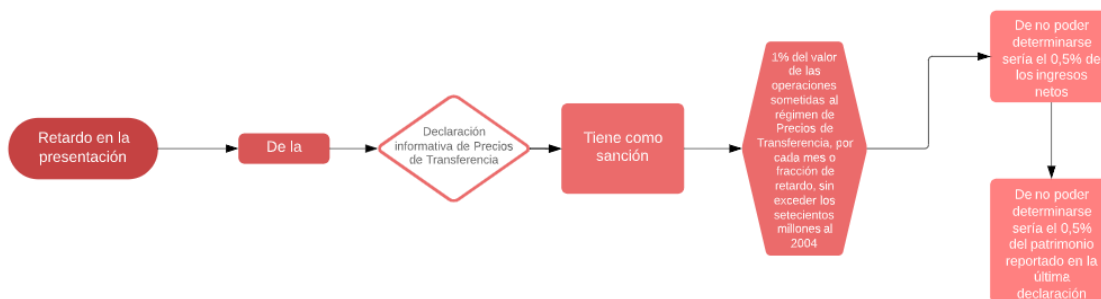 Retardo en la
presentación
De la
Declaración
informativa de Precios
de Transferencia
Tiene como
sanción
1% del valor
de las
operaciones
sometidas al
régimen de
Precios de
Transferencia, por
cada mes o
fracción de
retardo, sin
exceder los
setecientos
millones al
2004
De no poder
determinarse
sería el 0,5% de
los ingresos
netos
De no poder
determinarse
sería el 0,5%
del patrimonio
reportado en la
última
declaración